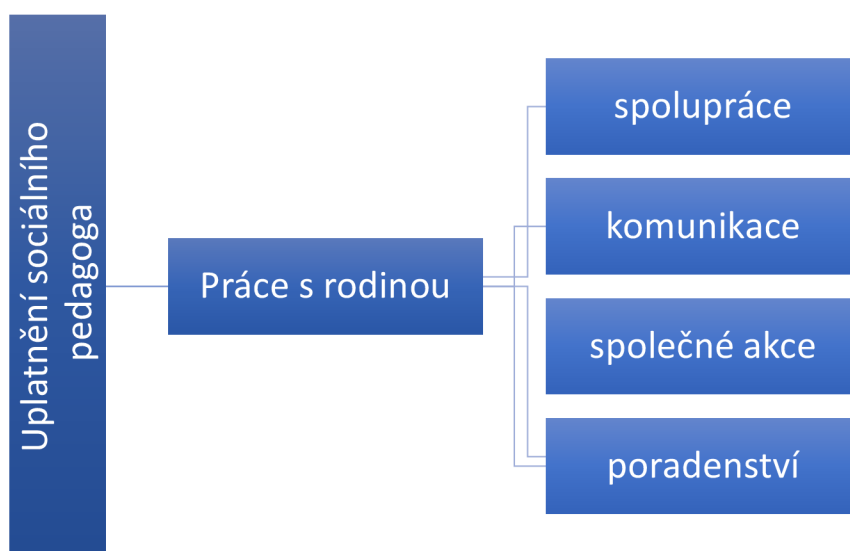 Uplatnění sociálního
pedagoga
Práce s rodinou
spolupráce
komunikace
společné akce
poradenství